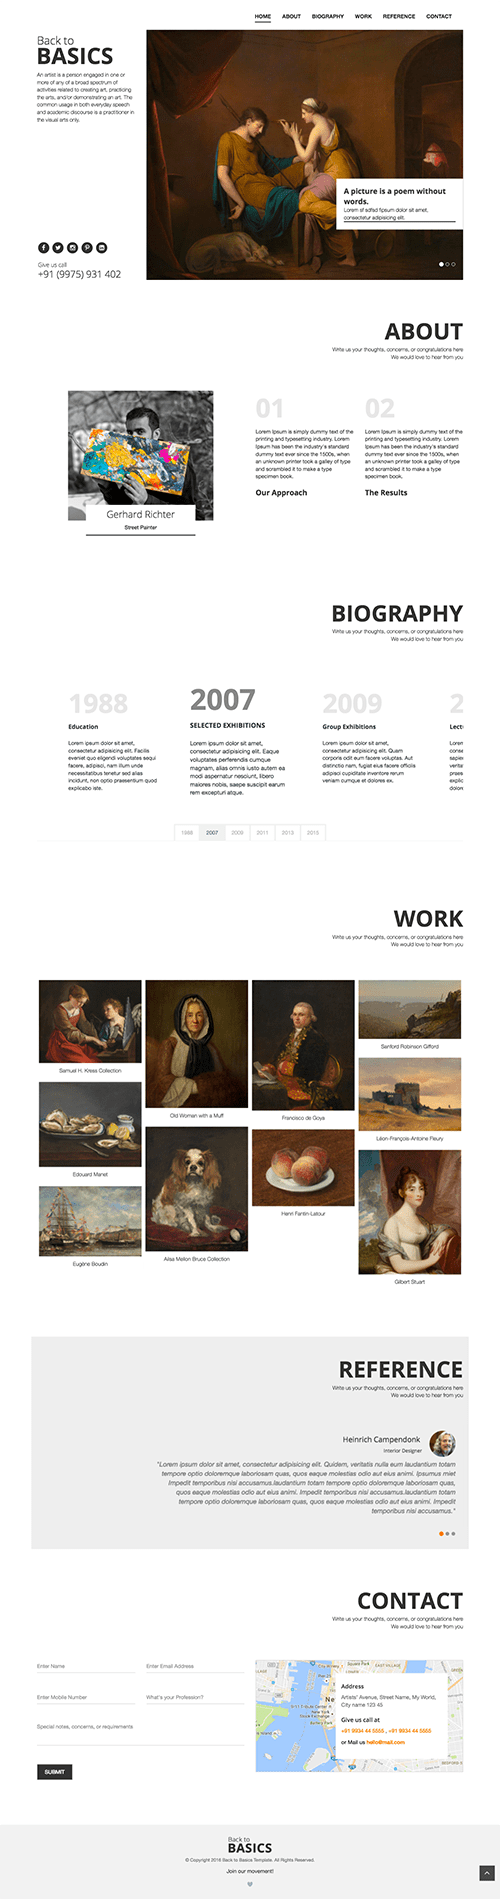 HOME ABOUT BIOGRAPHY WORK REFERENCE CONTACT
Back to
BASICS
An artist is a person engaged in one or
more of any of a broad spectrum of
activities related to creating art, practicing
the arts, and/or demonstrating an art. The
common usage in both everyday speech
and academic discourse is a practitioner in
the visual arts only.
A picture is a poem without
words.
Lorem of sdfad fipsum dolor sit amet,
consectetur adipisicing elit.
Give us call
+91 (9975) 931 402
ABOUT
Write us your thoughts, concerns, or congratulations here
We would love to hear from you
Gerhard Richter
Street Painter
01
Lorem Ipsum is simply dummy text of the
printing and typesetting industry. Lorem
Ipsum has been the industry's standard
dummy text ever since the 1500s, when
an unknown printer took a galley of type
and scrambled it to make a type
specimen book.
Our Approach
02
Lorem Ipsum is simply dummy text of the
printing and typesetting industry. Lorem
Ipsum has been the industry's standard
dummy text ever since the 1500s, when
an unknown printer took a galley of type
and scrambled it to make a type
specimen book.
The Results
BIOGRAPHY
Write us your thoughts, concerns, or congratulations here
We would love to hear from you
1988
Education
Lorem ipsum dolor sit amet,
consectetur adipisicing elit. Facilis
eveniet quo eligendi voluptates sequi
facere, adipisci, nam illum unde
necessitatibus tenetur sed alias
incidunt, non optio praesentium quod
explicabo iste.
2007
SELECTED EXHIBITIONS
Lorem ipsum dolor sit amet,
consectetur adipisicing elit. Eaque
voluptates perferendis cumque
magnam, alias omnis iusto autem ea
modi aspernatur nesciunt, libero
maiores nobis, saepe suscipit earum
rem excepturi atque.
2009
Group Exhibitions
Lorem ipsum dolor sit amet,
consectetur adipisicing elit. Quam
corporis odit eum facere voluptas. Aut
distinctio nam, fugiat eius facere officiis
adipisci cupiditate inventore rerum
veniam cumque et dolores ex.
2
Lect
Lorem
conse
sapie
veniti
praes
explic
dolor
1988 2007 2009 2011 2013 2015
WORK
Write us your thoughts, concerns, or congratulations here
We would love to hear from you
Samuel H. Kress Collection
Edouard Manet
Eugène Boudin
Old Woman with a Muff
Ailsa Mellon Bruce Collection
Francisco de Goya
Henri Fantin-Latour
Sanford Robinson Gifford
Léon-François-Antoine Fleury
Gilbert Stuart
REFERENCE
Write us your thoughts, concerns, or congratulations here
We would love to hear from you
Heinrich Campendonk
Interior Designer
"Lorem ipsum dolor sit amet, consectetur adipisicing elit. Quidem, veritatis nulla eum laudantium totam
tempore optio doloremque laboriosam quas, quos eaque molestias odio aut eius animi. Ipsumus miet
Impedit temporibus nisi accusamus.laudantium totam tempore optio doloremque laboriosam quas,
quos eaque molestias odio aut eius animi. Impedit temporibus nisi accusamus.laudantium totam
tempore optio doloremque laboriosam quas, quos eaque molestias odio aut eius animi. Impedit
temporibus nisi accusamus."
CONTACT
Write us your thoughts, concerns, or congratulations here
We would love to hear from you
Enter Name
Enter Email Address
Enter Mobile Number
What's your Profession?
Special notes, concerns, or requirements
SUBMIT
Address
Artists' Avenue, Street Name, My World,
City name 123 45
Give us call at
+91 9934 44 5555 , +91 9934 44 5555
or Mail us hello@mail.com
Back to
BASICS
© Copyright 2016 Back to Basics Template. All Rights Reserved.
Join our movement!